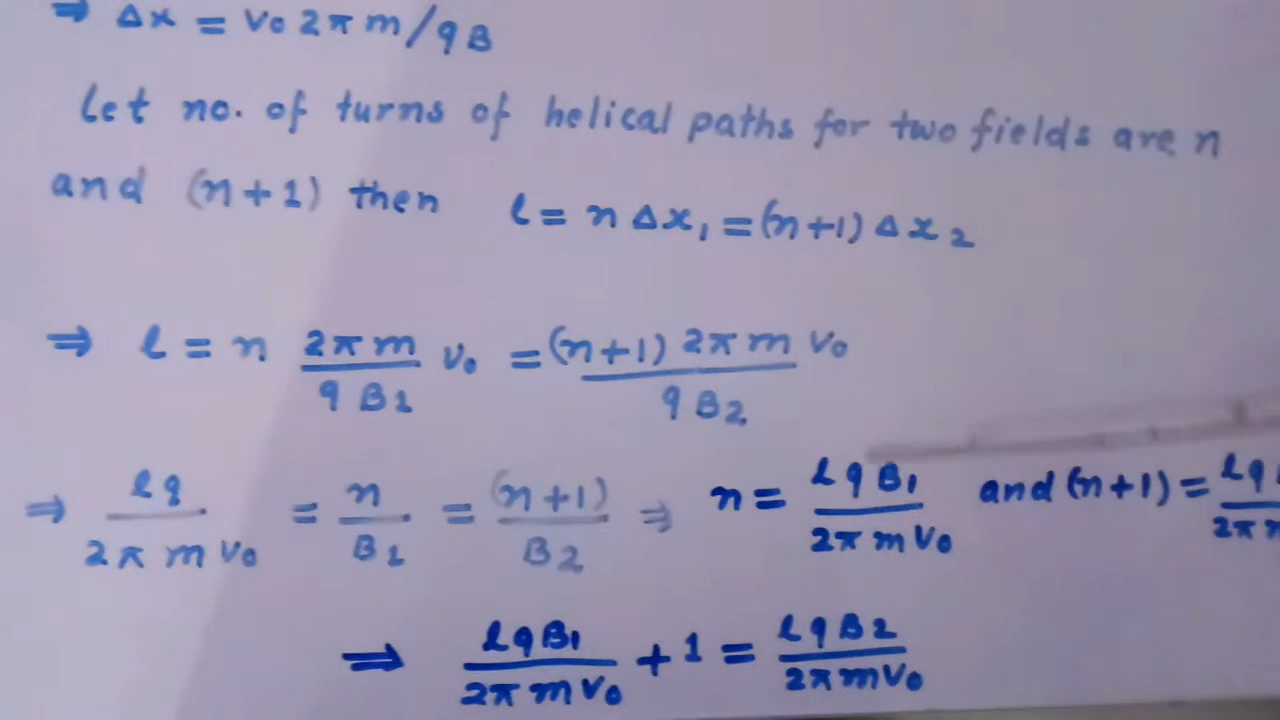 ⇒ Δx = v₀ 2π m/qB
Let no. of turns of helical paths for two fields are n
and (n+1) then l = n Δx₁ = (n+1) Δx₂
⇒ l = n 2πm/qB₁ v₀ = (n+1) 2πm v₀/qB₂
⇒ lq/2πmv₀ = n/B₁ = (n+1)/B₂ ⇒ n = lqB₁/2πmv₀ and (n+1) = lq/2π
⇒ lqB₁/2πmv₀ + 1 = lqB₂/2πmv₀